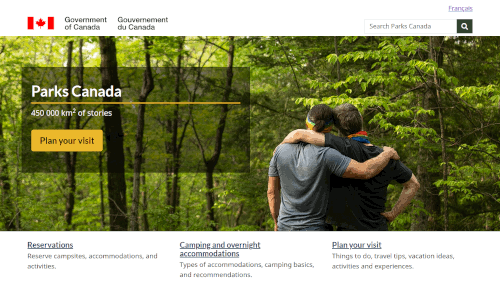 Français
Government of Canada
Gouvernement du Canada
Search Parks Canada
Parks Canada
450 000 km² of stories
Plan your visit
Reservations
Reserve campsites, accommodations, and
activities.
Camping and overnight
accommodations
Types of accommodations, camping basics,
and recommendations.
Plan your visit
Things to do, travel tips, vacation ideas,
activities and experiences.